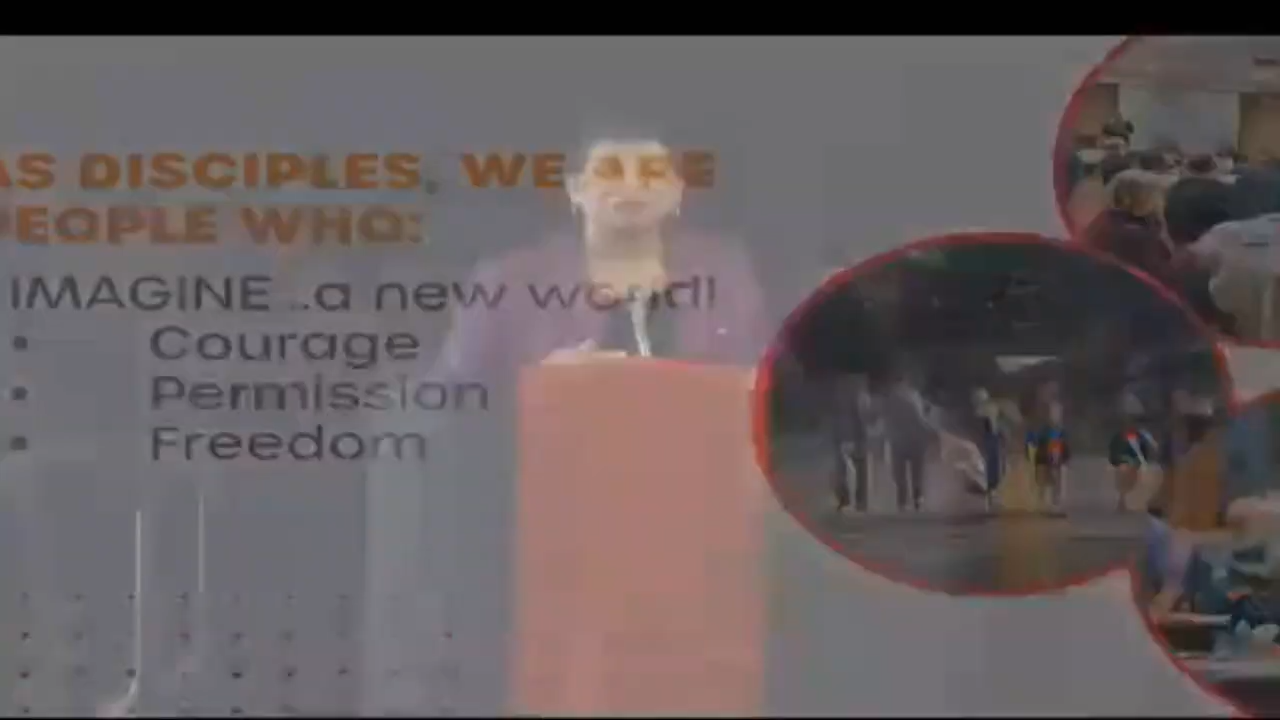 AS DISCIPLES, WE ARE
PEOPLE WHO:
IMAGINE ..a new world!
• Courage
• Permission
• Freedom